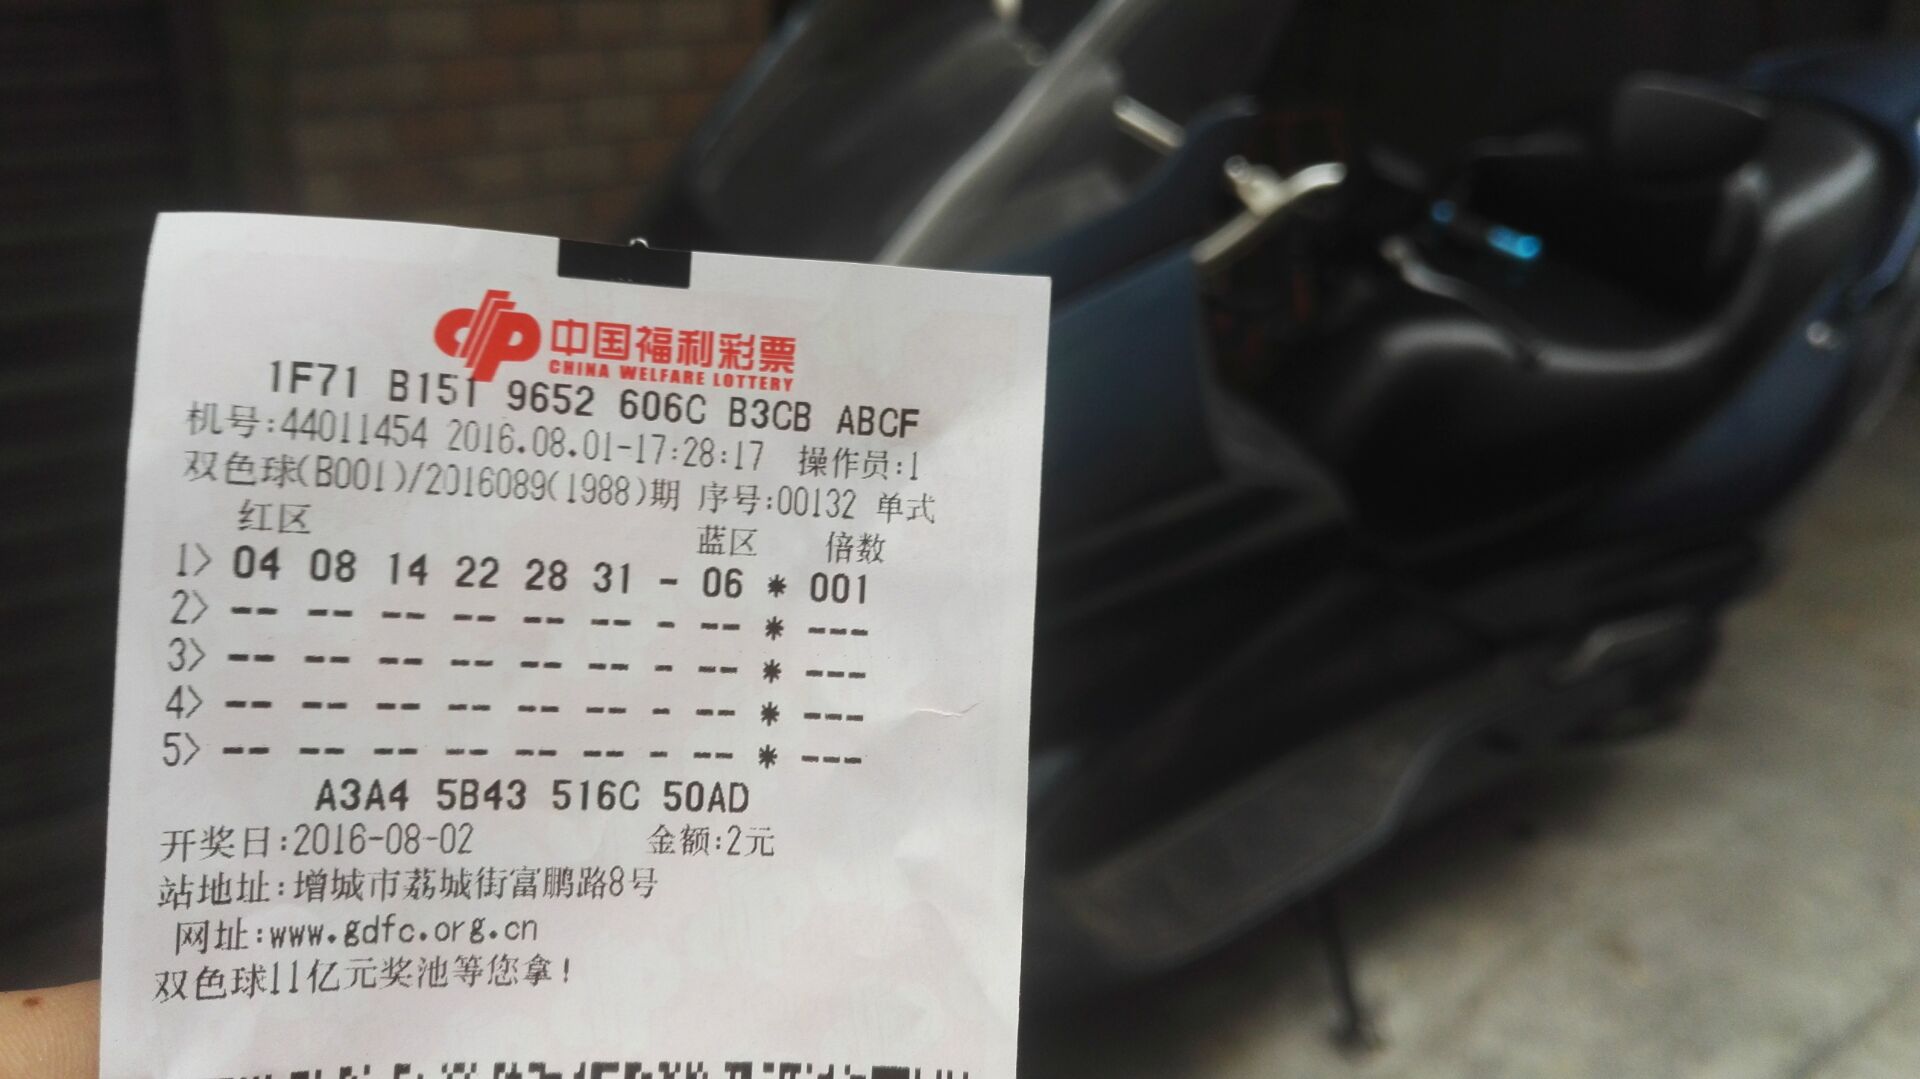 中国福利彩票
CHINA WELFARE LOTTERY
1F71 B151 9652 606C B3CB ABCF
机号:44011454 2016.08.01-17:28:17 操作员:1
双色球(B001)/2016089(1988)期 序号:00132 单式
红区 蓝区 倍数
1> 04 08 14 22 28 31 - 06 * 001
2> -- -- -- -- -- -- - -- * ---
3> -- -- -- -- -- -- - -- * ---
4> -- -- -- -- -- -- - -- * ---
5> -- -- -- -- -- -- - -- * ---
A3A4 5B43 516C 50AD
开奖日:2016-08-02 金额:2元
站地址:增城市荔城街富鹏路8号
网址:www.gdfc.org.cn
双色球11亿元奖池等您拿!